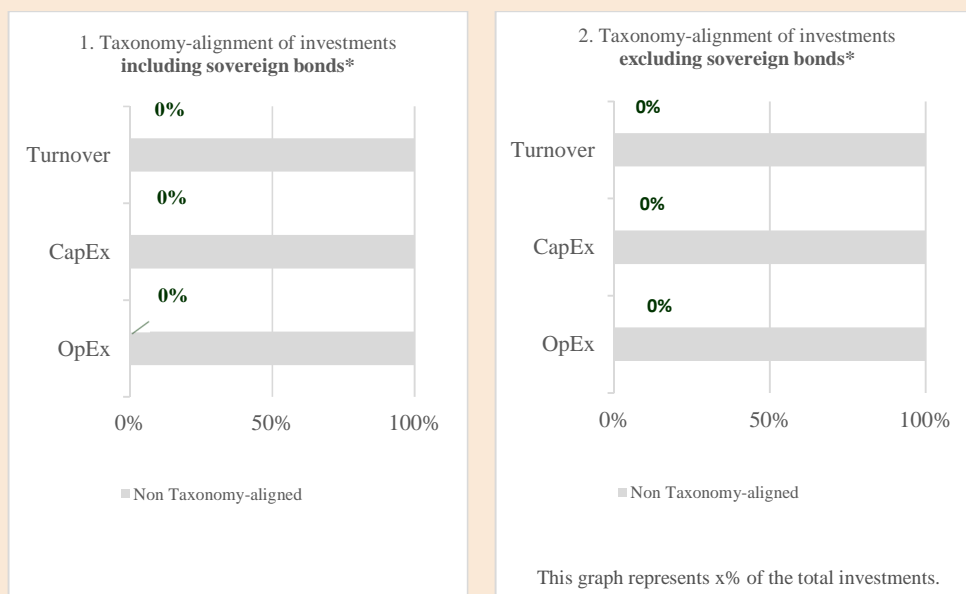 1. Taxonomy-alignment of investments
including sovereign bonds*
0%
Turnover
0%
CapEx
0%
OpEx
0%
50%
100%
Non Taxonomy-aligned
2. Taxonomy-alignment of investments
excluding sovereign bonds*
0%
Turnover
0%
CapEx
0%
OpEx
0%
50%
100%
Non Taxonomy-aligned
This graph represents x% of the total investments.